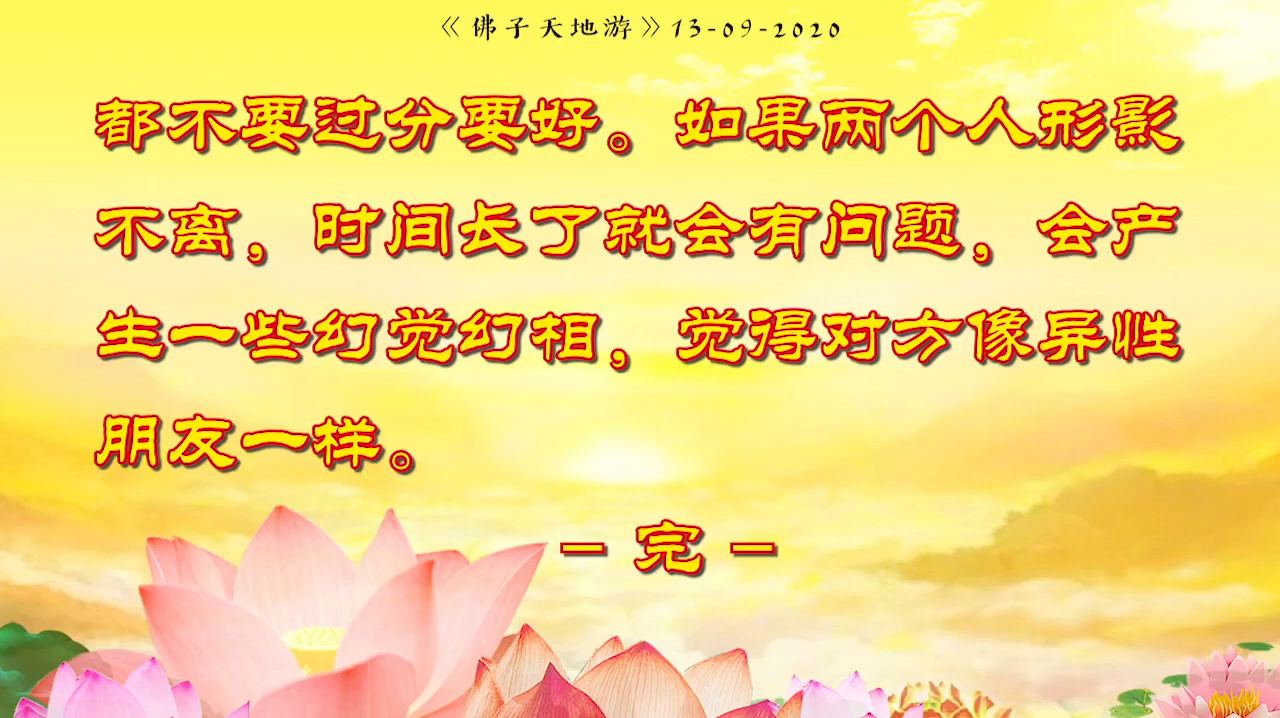 《佛子天地游》13-09-2020
都不要过分要好。如果两个人形影
不离，时间长了就会有问题，会产
生一些幻觉幻相，觉得对方像异性
朋友一样。
- 完 -